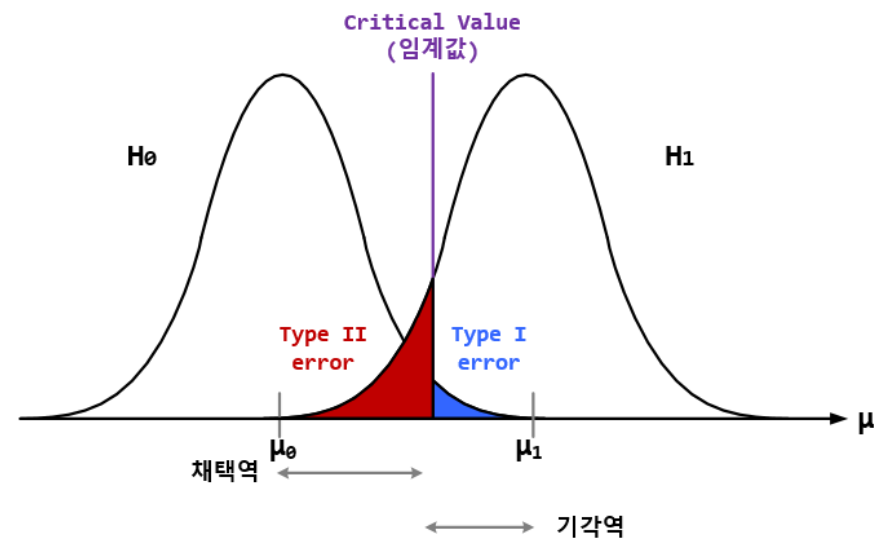 Critical Value
(임계값)
H0
H1
Type II
error
Type I
error
μ
μ0
μ1
채택역
기각역